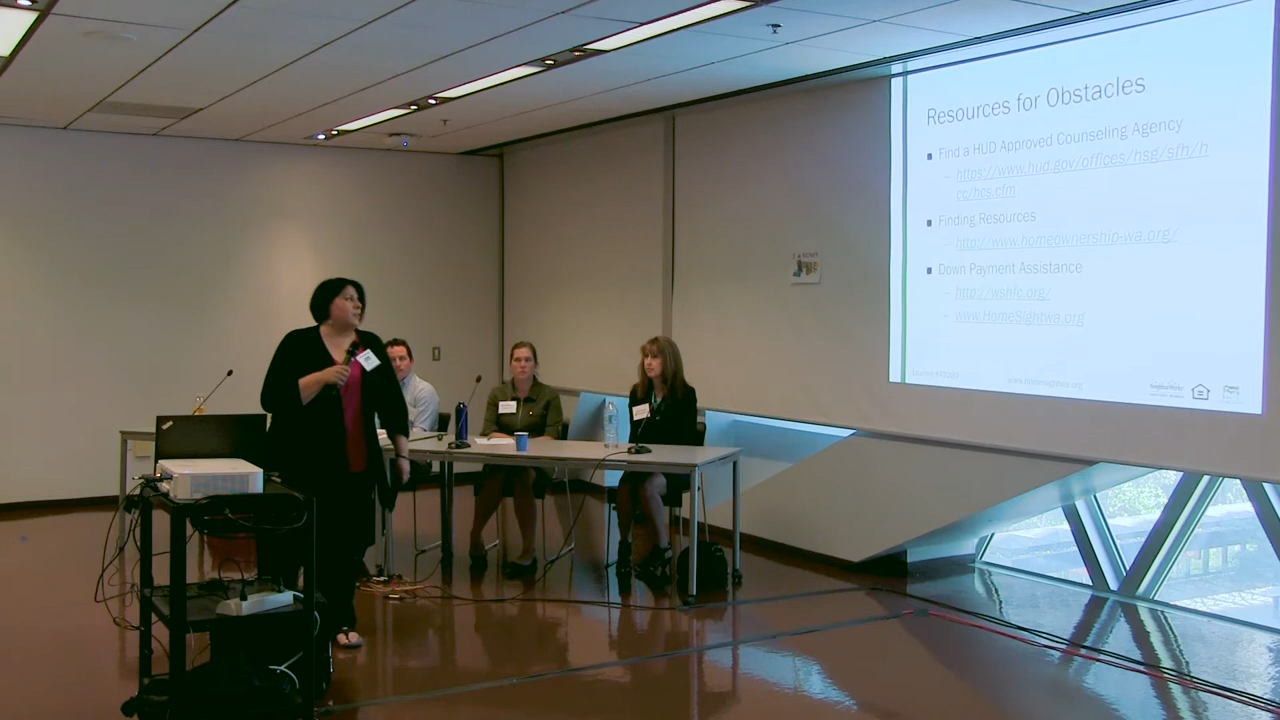 Resources for Obstacles
Find a HUD Approved Counseling Agency
– https://www.hud.gov/offices/hsg/sfh/h
cc/hcs.cfm
Finding Resources
– http://www.homeownership-wa.org/
Down Payment Assistance
– http://wshfc.org/
– www.HomeSightwa.org
www.homesightwa.org